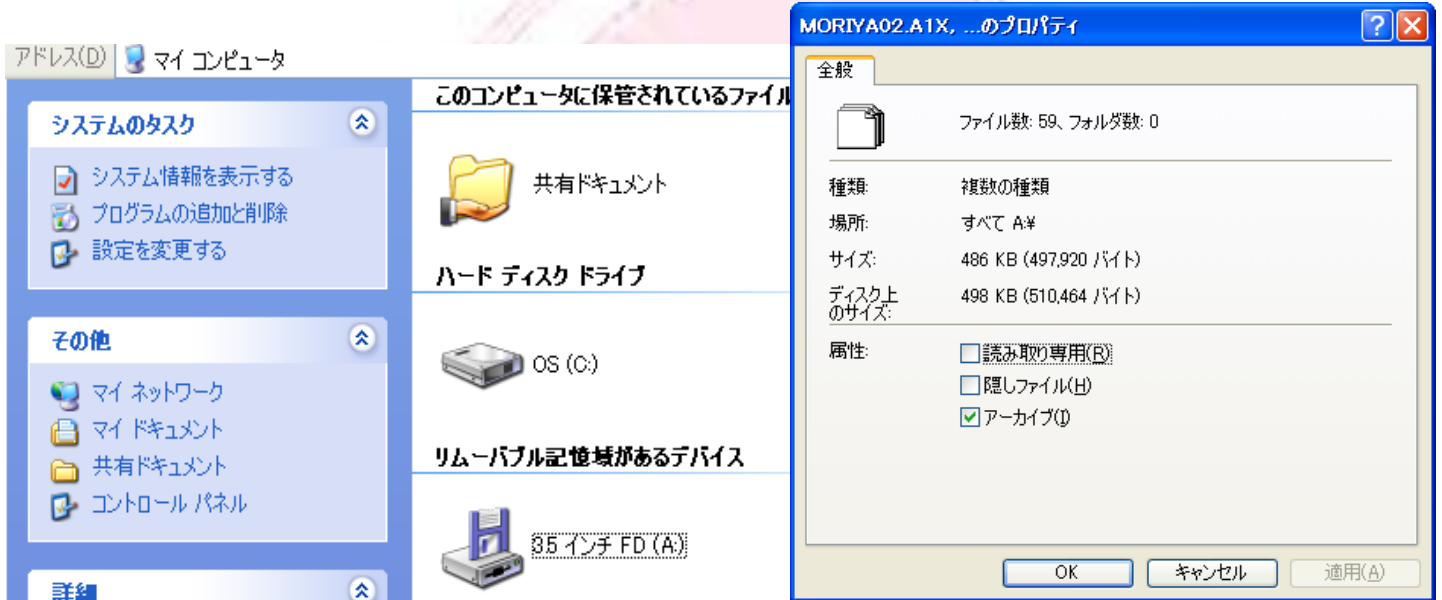 アドレス(D) マイ コンピュータ
システムのタスク
システム情報を表示する
プログラムの追加と削除
設定を変更する
その他
マイ ネットワーク
マイ ドキュメント
共有ドキュメント
コントロール パネル
詳細
このコンピュータに保管されているファイル
共有ドキュメント
ハード ディスク ドライブ
OS (C:)
リムーバブル記憶域があるデバイス
3.5 インチ FD (A:)
MORIYA02.A1X, ...のプロパティ
全般
ファイル数: 59、フォルダ数: 0
種類: 複数の種類
場所: すべて A:¥
サイズ: 486 KB (497,920 バイト)
ディスク上
のサイズ: 498 KB (510,464 バイト)
属性: 読み取り専用(R)
隠しファイル(H)
アーカイブ(I)
OK キャンセル 適用(A)